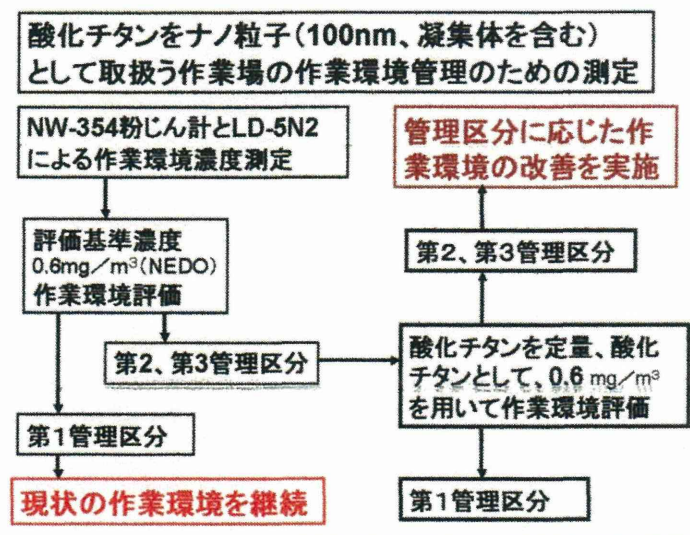 酸化チタンをナノ粒子(100nm、凝集体を含む)
として取扱う作業場の作業環境管理のための測定
NW-354粉じん計とLD-5N2
による作業環境濃度測定
評価基準濃度
0.6mg/m³(NEDO)
作業環境評価
第2、第3管理区分
第1管理区分
現状の作業環境を継続
酸化チタンを定量、酸化
チタンとして、0.6 mg/m³
を用いて作業環境評価
第2、第3管理区分
管理区分に応じた作
業環境の改善を実施
第1管理区分